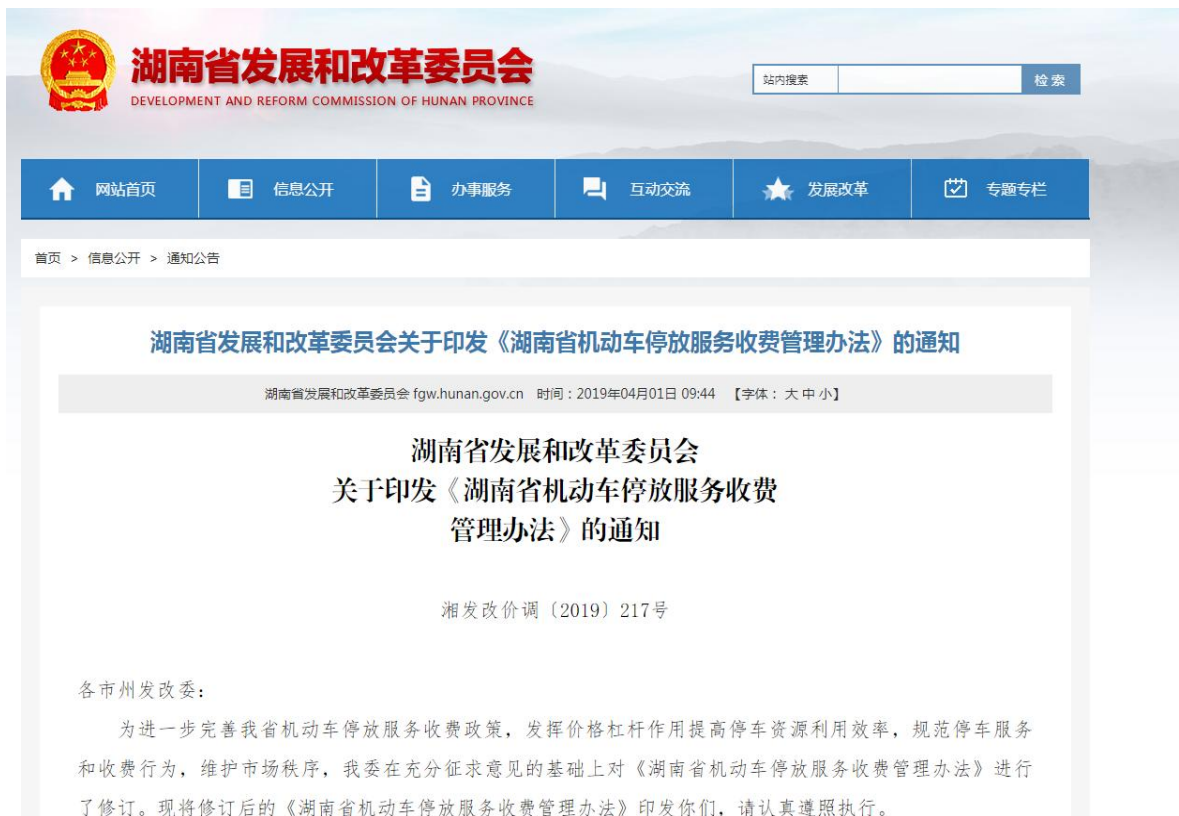 湖南省发展和改革委员会
DEVELOPMENT AND REFORM COMMISSION OF HUNAN PROVINCE
站内搜索
检索
网站首页
信息公开
办事服务
互动交流
发展改革
专题专栏
首页 > 信息公开 > 通知公告
湖南省发展和改革委员会关于印发《湖南省机动车停放服务收费管理办法》的通知
湖南省发展和改革委员会 fgw.hunan.gov.cn 时间：2019年04月01日 09:44 【字体：大 中 小】
湖南省发展和改革委员会
关于印发《湖南省机动车停放服务收费
管理办法》的通知
湘发改价调〔2019〕217号
各市州发改委：
为进一步完善我省机动车停放服务收费政策，发挥价格杠杆作用提高停车资源利用效率，规范停车服务
和收费行为，维护市场秩序，我委在充分征求意见的基础上对《湖南省机动车停放服务收费管理办法》进行
了修订。现将修订后的《湖南省机动车停放服务收费管理办法》印发你们，请认真遵照执行。